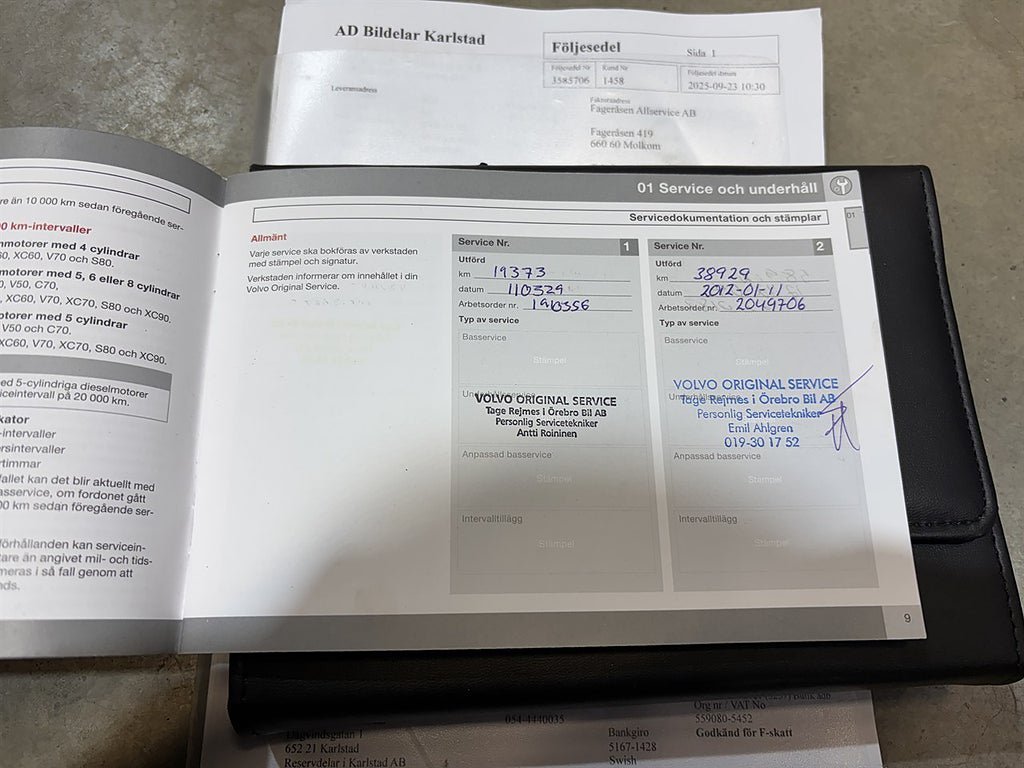 AD Bildelar Karlstad
Följesedel
Sida 1
Följesedel Nr
Kund Nr
Följesedel datum
3585706
1458
2025-09-23 10:30
Leveransadress
Fakturaadress
Fageråsen Allservice AB
Fageråsen 419
660 60 Molkom
re än 10 000 km sedan föregående ser-
0 km-intervaller
motorer med 4 cylindrar
60, XC60, V70 och S80.
motorer med 5, 6 eller 8 cylindrar
0, V50, C70,
, XC60, V70, XC70, S80 och XC90.
otorer med 5 cylindrar
V50 och C70.
XC60, V70, XC70, S80 och XC90.
ed 5-cylindriga dieselmotorer
iceintervall på 20 000 km.
kator
-intervaller
ersintervaller
rtimmar
fallet kan det blir aktuellt med
asservice, om fordonet gått
00 km sedan föregående ser-
förhållanden kan servicein-
tare än angivet mil- och tids-
meras i så fall genom att
nds.
01 Service och underhåll
Servicedokumentation och stämplar
01
Allmänt
Varje service ska bokföras av verkstaden
med stämpel och signatur.
Verkstaden informerar om innehållet i din
Volvo Original Service.
Service Nr. 1
Utförd
km 19373
datum 110329
Arbetsorder nr. 190556
Typ av service
Basservice
Stämpel
VOLVO ORIGINAL SERVICE
Tage Rejmes i Örebro Bil AB
Personlig Servicetekniker
Antti Roininen
Anpassad basservice
Stämpel
Intervalltillägg
Stämpel
Service Nr. 2
Utförd
km 38929
datum 2012-01-11
Arbetsorder nr. 2049706
Typ av service
Basservice
Stämpel
VOLVO ORIGINAL SERVICE
Tage Rejmes i Örebro Bil AB
Personlig Servicetekniker
Emil Ahlgren
019-30 17 52
Anpassad basservice
Stämpel
Intervalltillägg
Stämpel
9
054-4440035
Lagvindsgatan 1
652 21 Karlstad
Reservdelar i Karlstad AB
Bankgiro
5167-1428
Swish
Org nr / VAT No
559080-5452
Godkänd för F-skatt